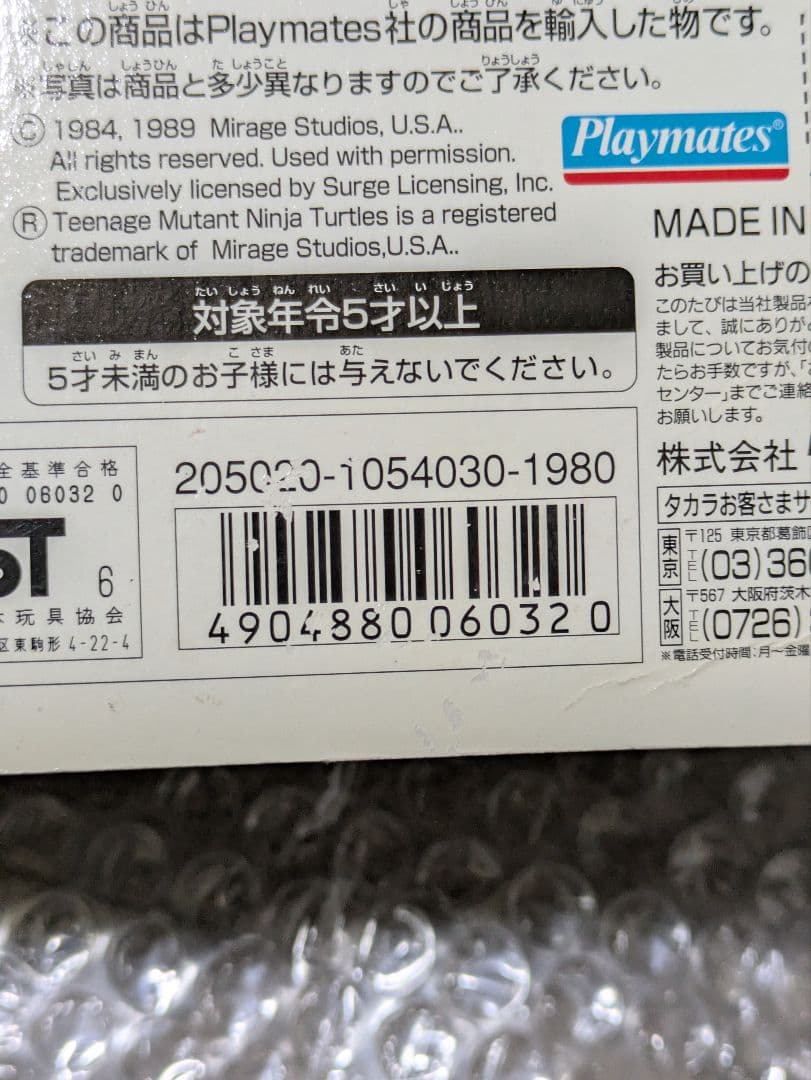 ※この商品はPlaymates社の商品を輸入した物です。
※写真は商品と多少異なりますのでご了承ください。
Ⓒ 1984, 1989 Mirage Studios, U.S.A..
All rights reserved. Used with permission.
Exclusively licensed by Surge Licensing, Inc.
Ⓡ Teenage Mutant Ninja Turtles is a registered
trademark of Mirage Studios,U.S.A..
Playmates®
MADE IN
対象年令5才以上
5才未満のお子様には与えないでください。
お買い上げの
このたびは当社製品
まして、誠にありが
製品についてお気付の
たらお手数ですが、「お
センター」までご連絡
お願いします。
株式会社
タカラお客さまサ
東京 〒125 東京都葛飾区
TEL (03)360
大阪 〒567 大阪府茨木
TEL (0726)
※電話受付時間:月〜金曜
全基準合格
0 06032 0
ST 6
玩具協会
区東駒形 4-22-4
205020-1054030-1980
4904880060320